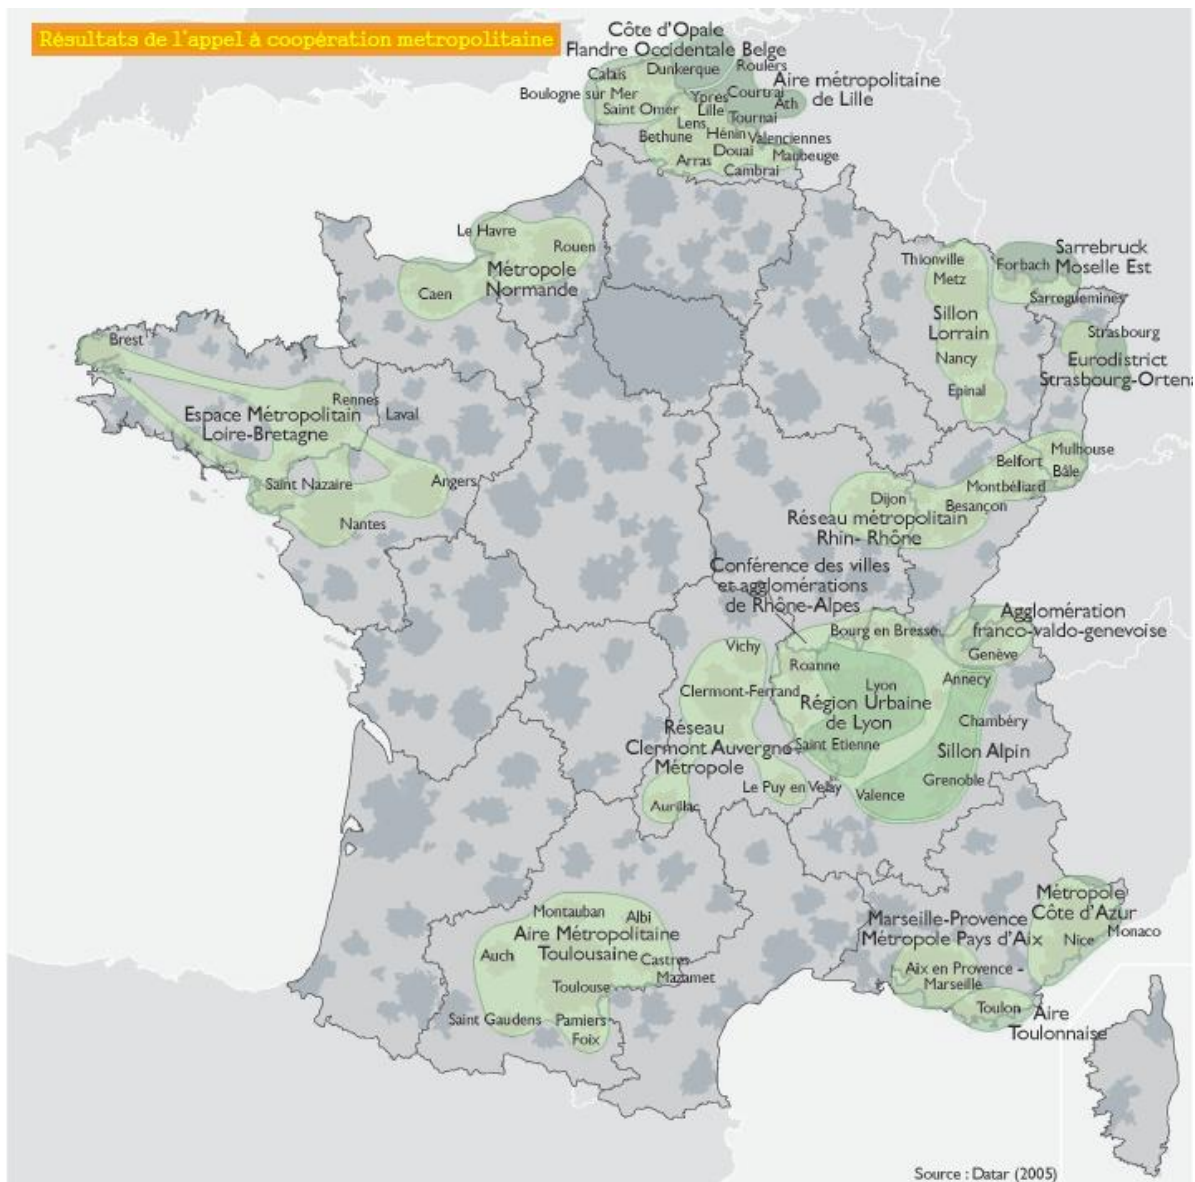 Résultats de l'appel à coopération metropolitaine
Côte d'Opale
Flandre Occidentale Belge
Dunkerque
Roulers
Calais
Aire métropolitaine
de Lille
Boulogne sur Mer
Ypres
Courtrai
Ath
Saint Omer
Lille
Tournai
Lens
Bethune
Hénin
Valenciennes
Douai
Maubeuge
Arras
Cambrai
Le Havre
Rouen
Métropole
Normande
Caen
Thionville
Metz
Sillon
Lorrain
Nancy
Epinal
Sarrebruck
Moselle Est
Forbach
Sarreguemines
Strasbourg
Eurodistrict
Strasbourg-Ortena
Brest
Rennes
Laval
Espace Métropolitain
Loire-Bretagne
Saint Nazaire
Angers
Nantes
Mulhouse
Belfort
Bâle
Montbéliard
Dijon
Besançon
Réseau métropolitain
Rhin- Rhône
Conférence des villes
et agglomérations
de Rhône-Alpes
Bourg en Bresse
Agglomération
franco-valdo-genevoise
Genève
Vichy
Roanne
Annecy
Clermont-Ferrand
Lyon
Région Urbaine
de Lyon
Chambéry
Réseau
Clermont Auvergne
Métropole
Saint Etienne
Sillon Alpin
Grenoble
Le Puy en Velay
Valence
Aurillac
Montauban
Albi
Aire Métropolitaine
Toulousaine
Auch
Castres
Mazamet
Toulouse
Saint Gaudens
Pamiers
Foix
Métropole
Côte d'Azur
Monaco
Nice
Marseille-Provence
Métropole Pays d'Aix
Aix en Provence -
Marseille
Toulon
Aire
Toulonnaise
Source : Datar (2005)